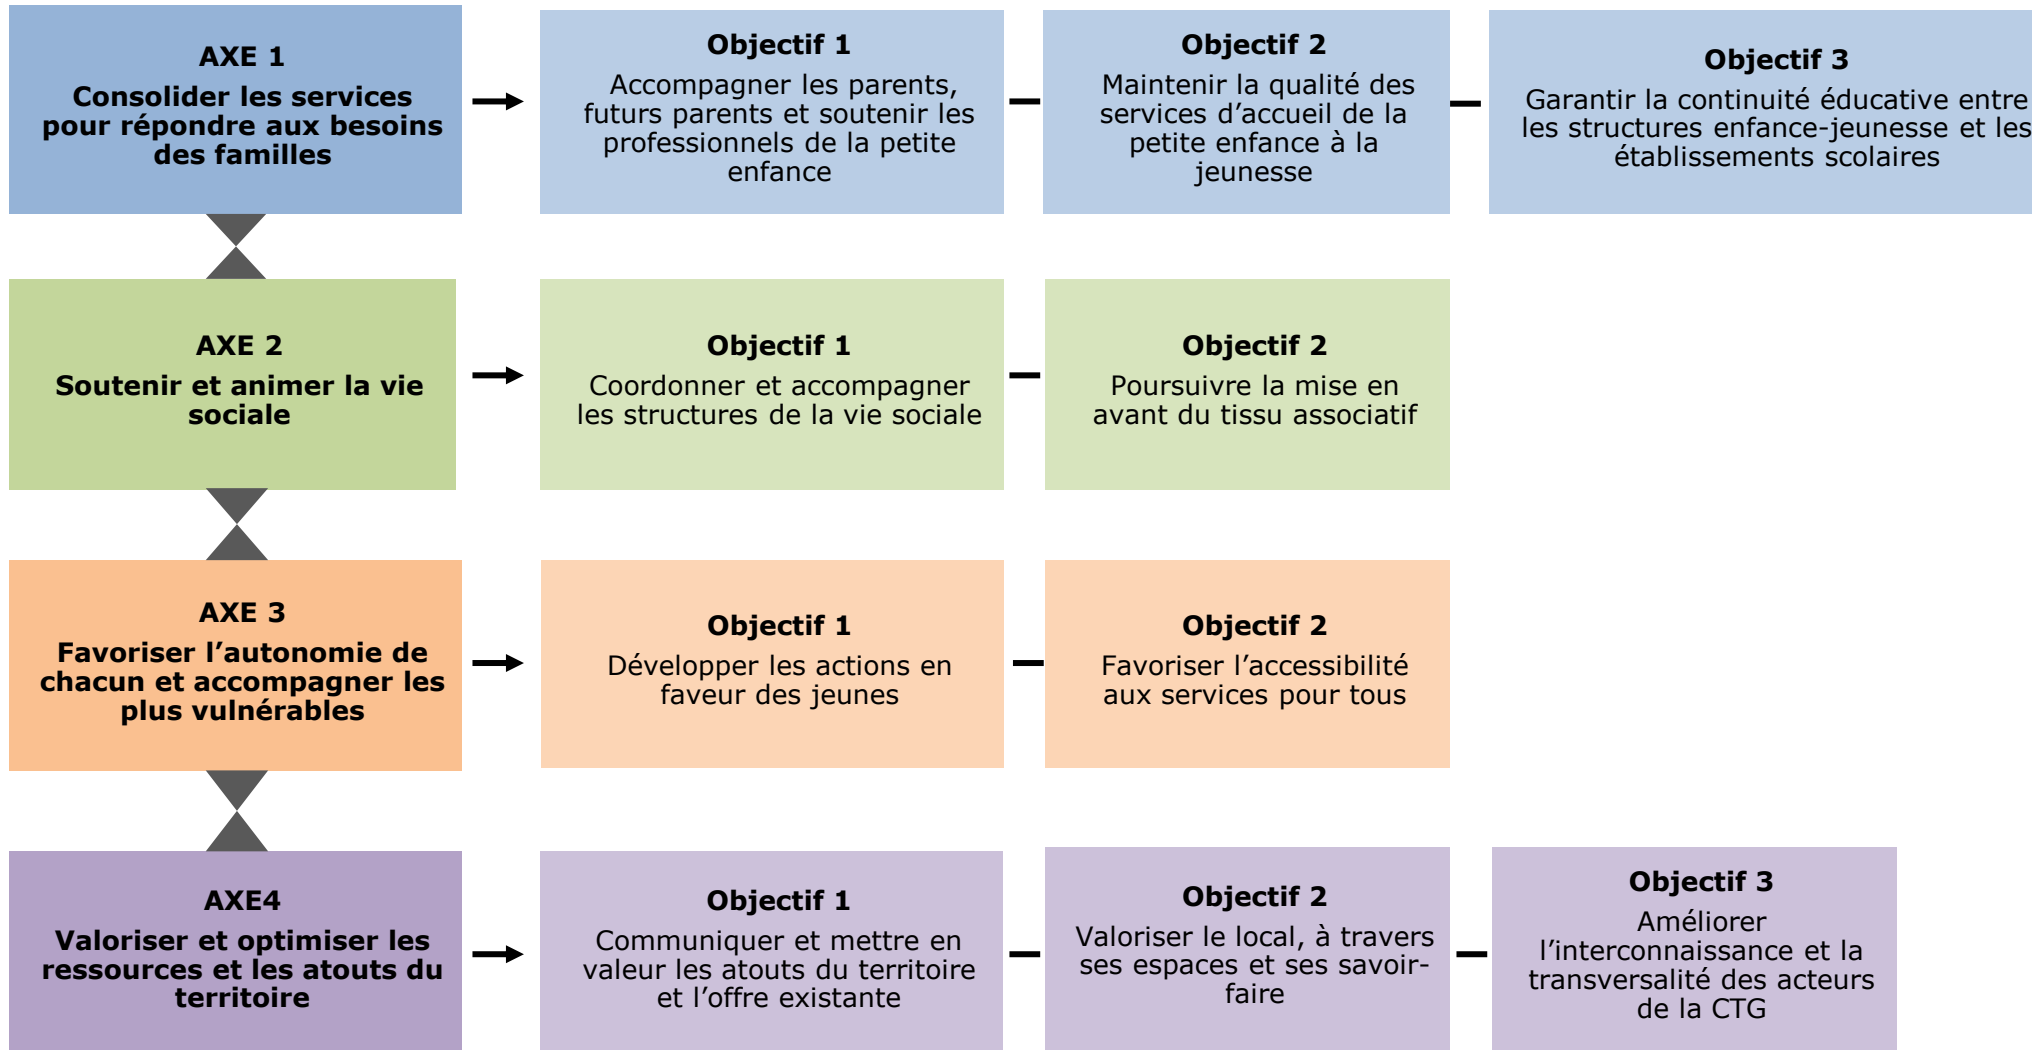 AXE 1
Consolider les services
pour répondre aux besoins
des familles
Objectif 1
Accompagner les parents,
futurs parents et soutenir les
professionnels de la petite
enfance
Objectif 2
Maintenir la qualité des
services d’accueil de la
petite enfance à la
jeunesse
Objectif 3
Garantir la continuité éducative entre
les structures enfance-jeunesse et les
établissements scolaires
AXE 2
Soutenir et animer la vie
sociale
Objectif 1
Coordonner et accompagner
les structures de la vie sociale
Objectif 2
Poursuivre la mise en
avant du tissu associatif
AXE 3
Favoriser l’autonomie de
chacun et accompagner les
plus vulnérables
Objectif 1
Développer les actions en
faveur des jeunes
Objectif 2
Favoriser l’accessibilité
aux services pour tous
AXE4
Valoriser et optimiser les
ressources et les atouts du
territoire
Objectif 1
Communiquer et mettre en
valeur les atouts du territoire
et l’offre existante
Objectif 2
Valoriser le local, à travers
ses espaces et ses savoir-
faire
Objectif 3
Améliorer
l’interconnaissance et la
transversalité des acteurs
de la CTG